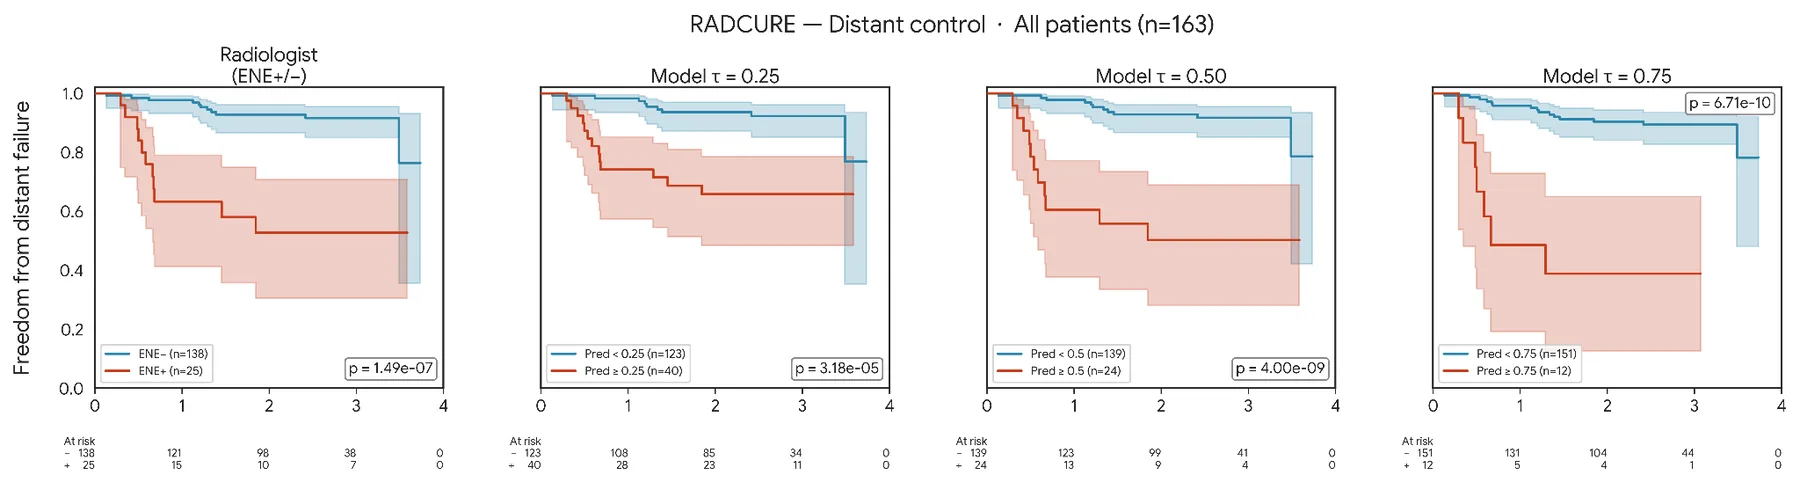 RADCURE — Distant control · All patients (n=163)
Freedom from distant failure
Radiologist
(ENE+/−)
1.0
0.8
0.6
0.4
0.2
0.0
ENE− (n=138)
ENE+ (n=25)
p = 1.49e-07
0 1 2 3 4
At risk
− 138 121 98 38 0
+ 25 15 10 7 0
Model τ = 0.25
Pred < 0.25 (n=123)
Pred ≥ 0.25 (n=40)
p = 3.18e-05
0 1 2 3 4
At risk
− 123 108 85 34 0
+ 40 28 23 11 0
Model τ = 0.50
Pred < 0.5 (n=139)
Pred ≥ 0.5 (n=24)
p = 4.00e-09
0 1 2 3 4
At risk
− 139 123 99 41 0
+ 24 13 9 4 0
Model τ = 0.75
p = 6.71e-10
Pred < 0.75 (n=151)
Pred ≥ 0.75 (n=12)
0 1 2 3 4
At risk
− 151 131 104 44 0
+ 12 5 4 1 0